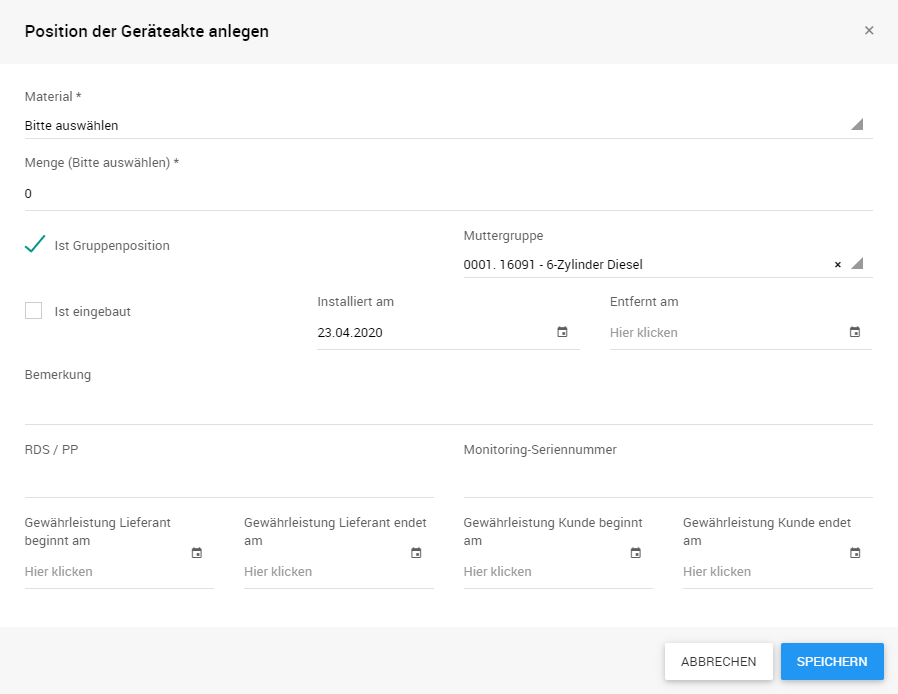 Position der Geräteakte anlegen
×
Material *
Bitte auswählen
Menge (Bitte auswählen) *
0
Ist Gruppenposition
Muttergruppe
0001. 16091 - 6-Zylinder Diesel ×
Ist eingebaut
Installiert am
23.04.2020
Entfernt am
Hier klicken
Bemerkung
RDS / PP
Monitoring-Seriennummer
Gewährleistung Lieferant
beginnt am
Hier klicken
Gewährleistung Lieferant endet
am
Hier klicken
Gewährleistung Kunde beginnt
am
Hier klicken
Gewährleistung Kunde endet
am
Hier klicken
ABBRECHEN
SPEICHERN